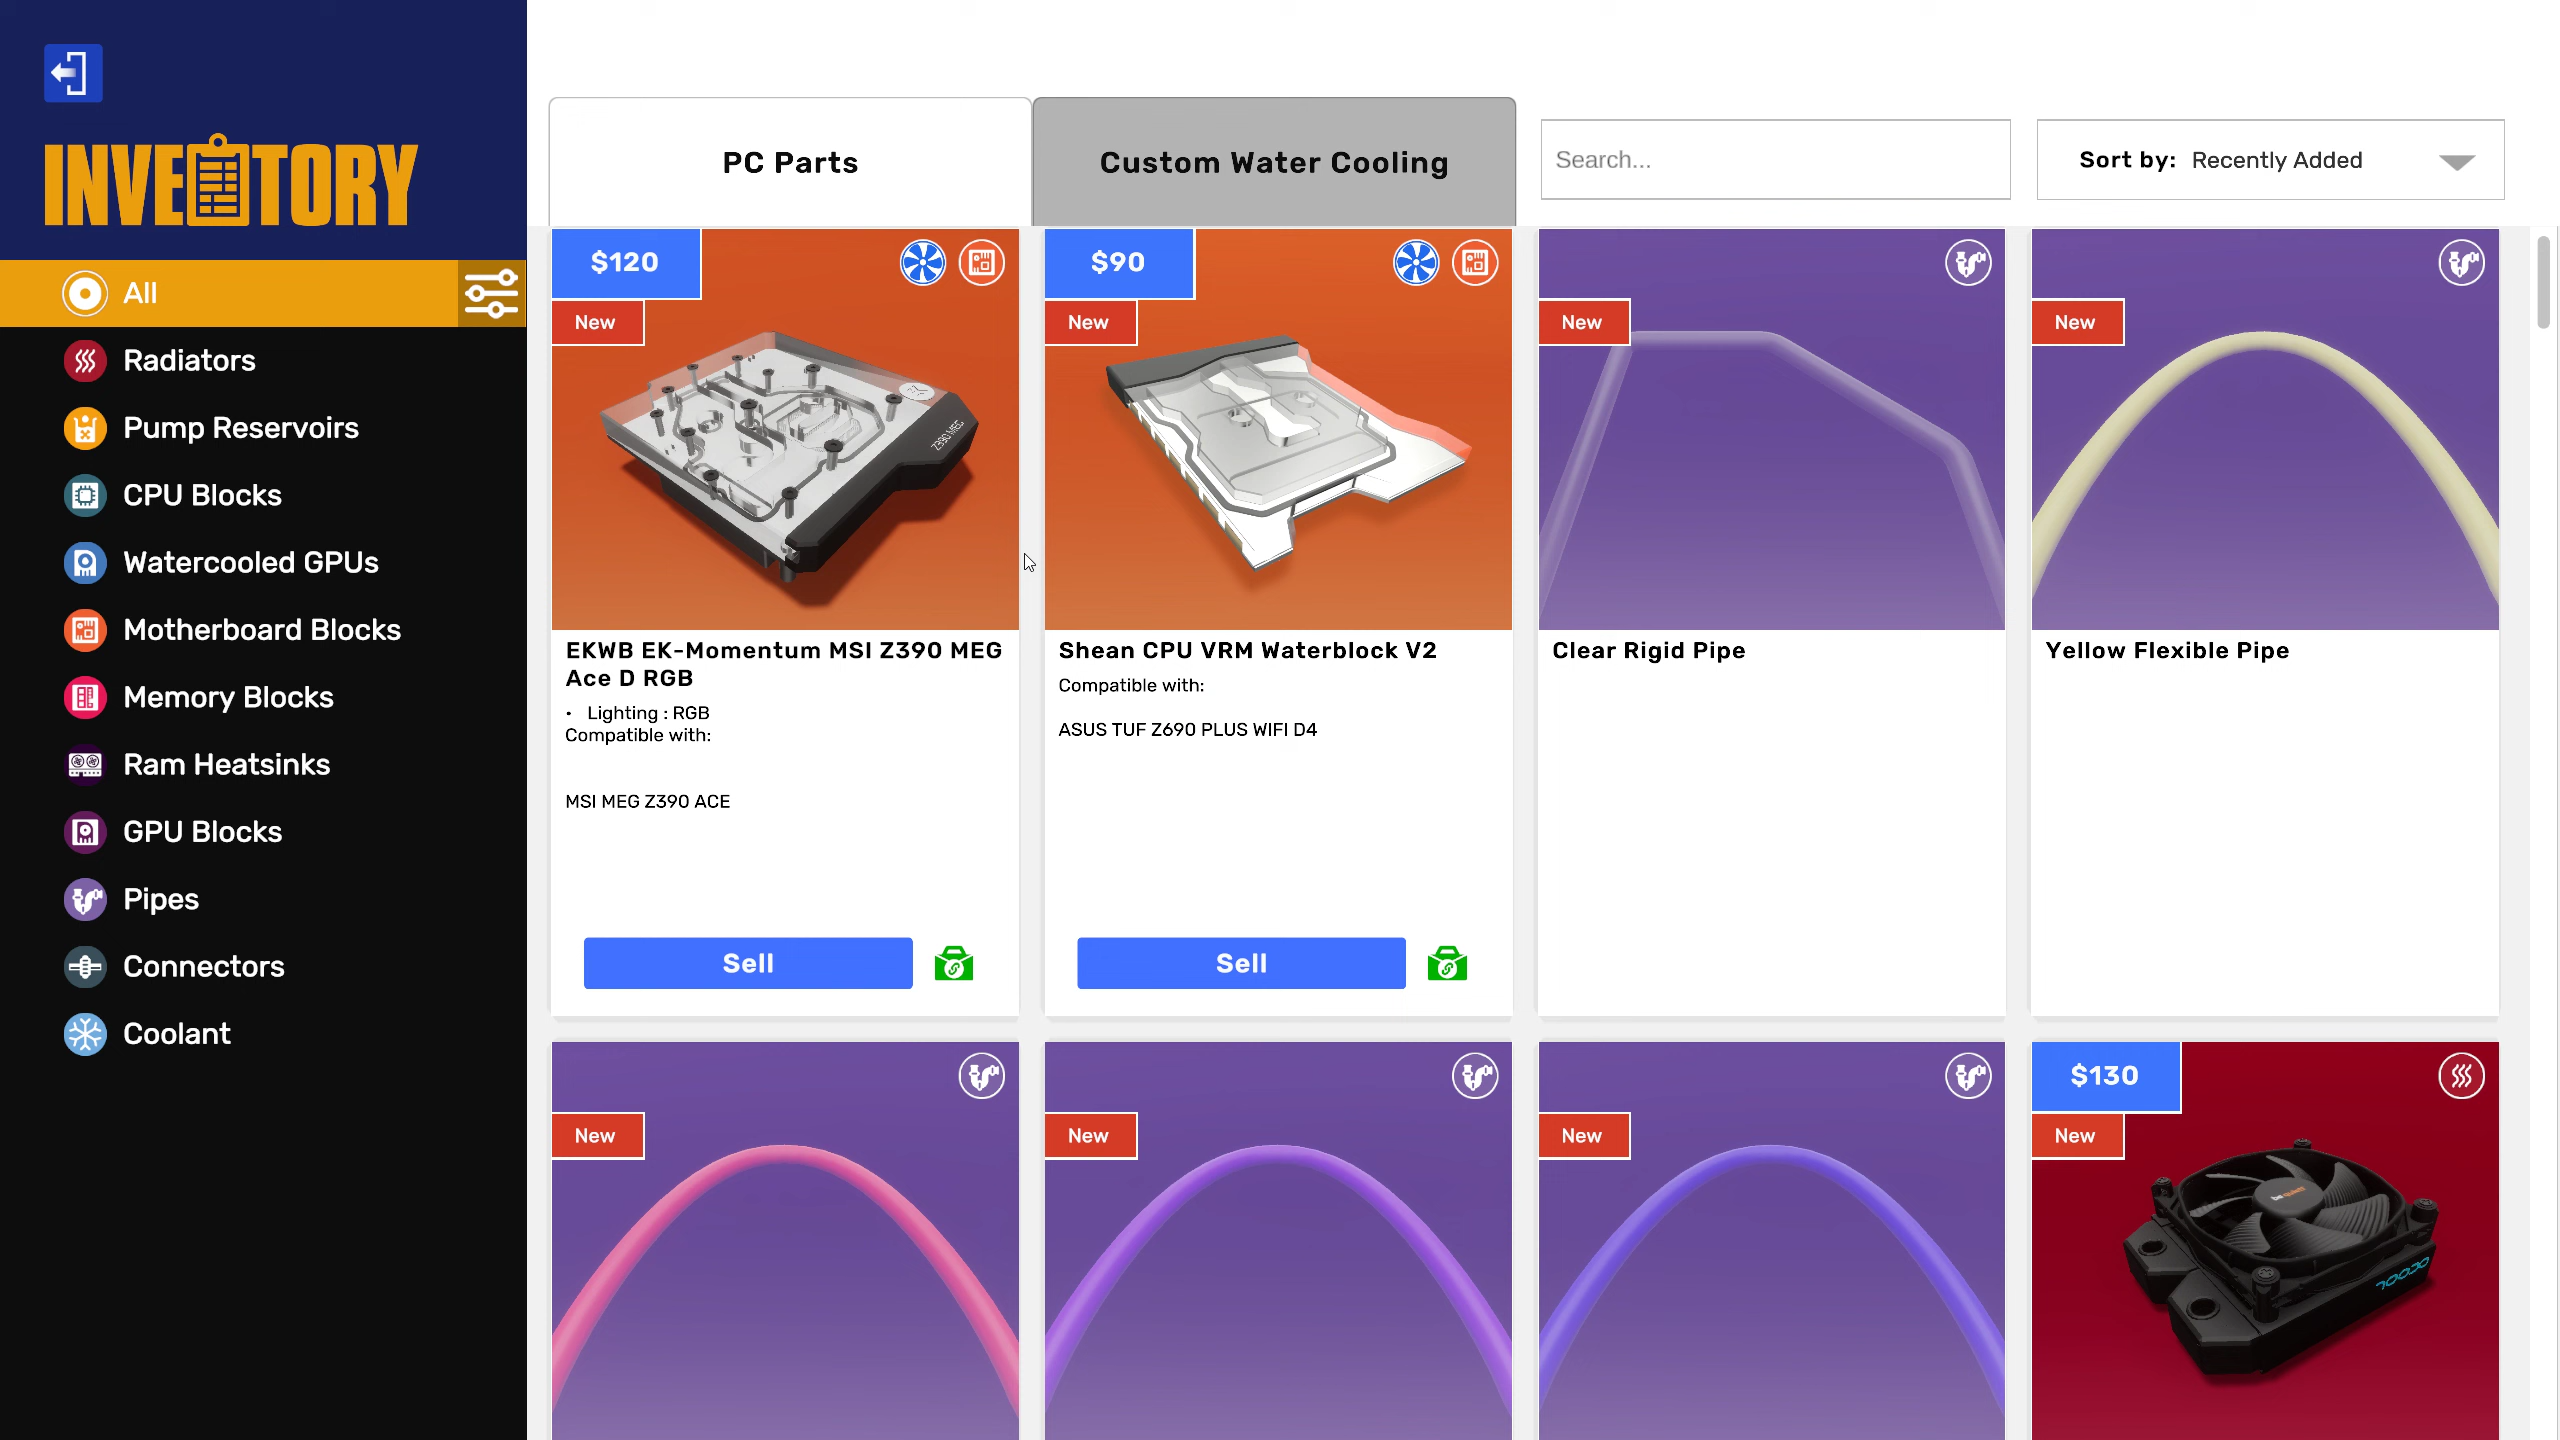 INVENTORY
All
Radiators
Pump Reservoirs
CPU Blocks
Watercooled GPUs
Motherboard Blocks
Memory Blocks
Ram Heatsinks
GPU Blocks
Pipes
Connectors
Coolant
PC Parts
Custom Water Cooling
Search...
Sort by: Recently Added
$120
New
Z390 MEG
EKWB EK-Momentum MSI Z390 MEG
Ace D RGB
• Lighting : RGB
Compatible with:
MSI MEG Z390 ACE
Sell
$90
New
Shean CPU VRM Waterblock V2
Compatible with:
ASUS TUF Z690 PLUS WIFI D4
Sell
New
Clear Rigid Pipe
New
Yellow Flexible Pipe
New
New
New
$130
New
be quiet!